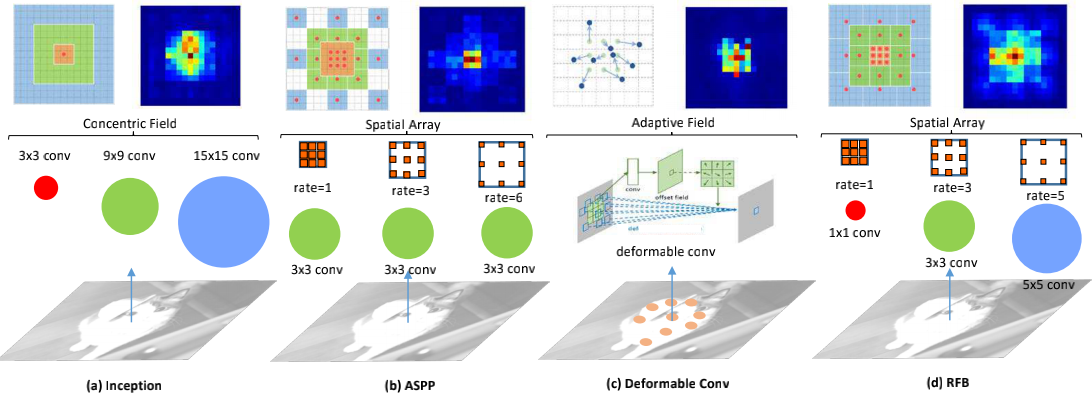 Concentric Field
3x3 conv 9x9 conv 15x15 conv
(a) Inception
Spatial Array
rate=1 rate=3 rate=6
3x3 conv 3x3 conv 3x3 conv
(b) ASPP
Adaptive Field
conv
offset field
deformable conv
(c) Deformable Conv
Spatial Array
rate=1 rate=3 rate=5
1x1 conv
3x3 conv
5x5 conv
(d) RFB